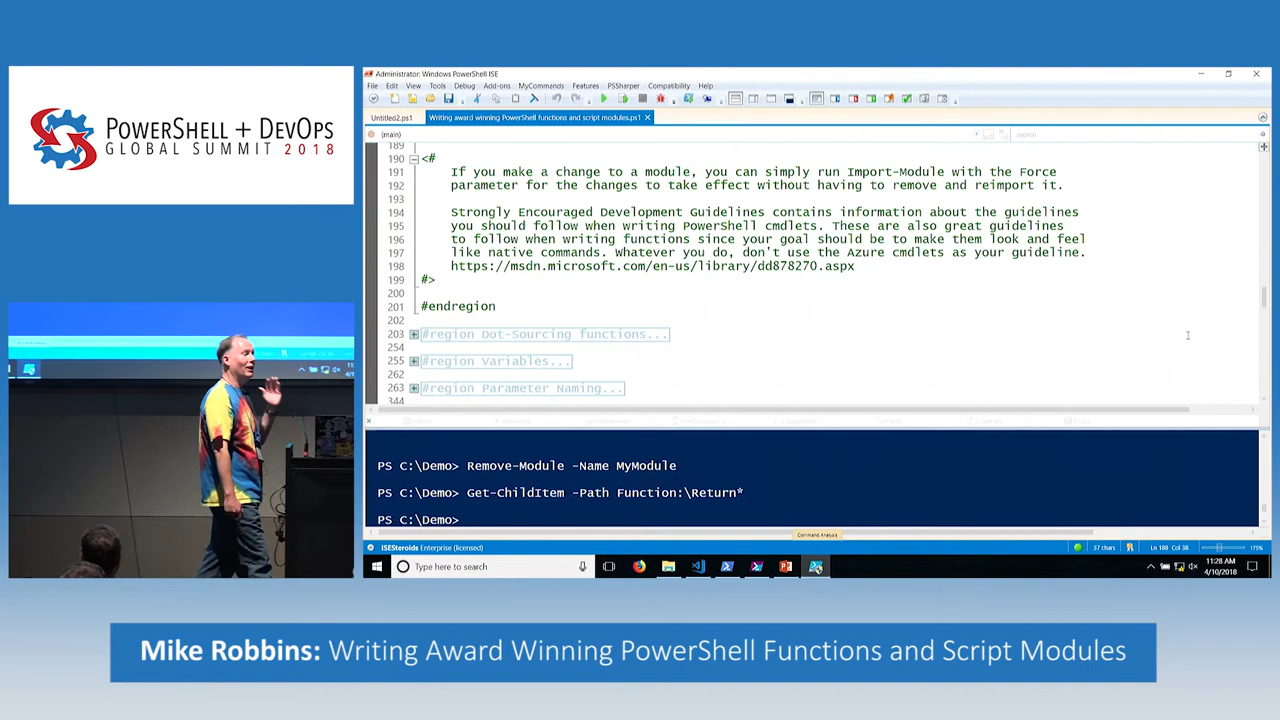 POWERSHELL + DEVOPS
GLOBAL SUMMIT 2018
Administrator: Windows PowerShell ISE
File Edit View Tools Debug Add-ons MyCommands Features PSSharper Compatibility Help
Untitled2.ps1 Writing award winning PowerShell functions and script modules.ps1
(main)
search
189
190 <#
191 If you make a change to a module, you can simply run Import-Module with the Force
192 parameter for the changes to take effect without having to remove and reimport it.
193
194 Strongly Encouraged Development Guidelines contains information about the guidelines
195 you should follow when writing PowerShell cmdlets. These are also great guidelines
196 to follow when writing functions since your goal should be to make them look and feel
197 like native commands. Whatever you do, don't use the Azure cmdlets as your guideline.
198 https://msdn.microsoft.com/en-us/library/dd878270.aspx
199 #>
200
201 #endregion
202
203 #region Dot-Sourcing functions...
254
255 #region Variables...
262
263 #region Parameter Naming...
344
PS C:\Demo> Remove-Module -Name MyModule
PS C:\Demo> Get-ChildItem -Path Function:\Return*
PS C:\Demo>
Command Analysis
ISESteroids Enterprise (licensed)
37 chars
Ln 188 Col 38
175%
Type here to search
11:28 AM
4/10/2018
Mike Robbins: Writing Award Winning PowerShell Functions and Script Modules